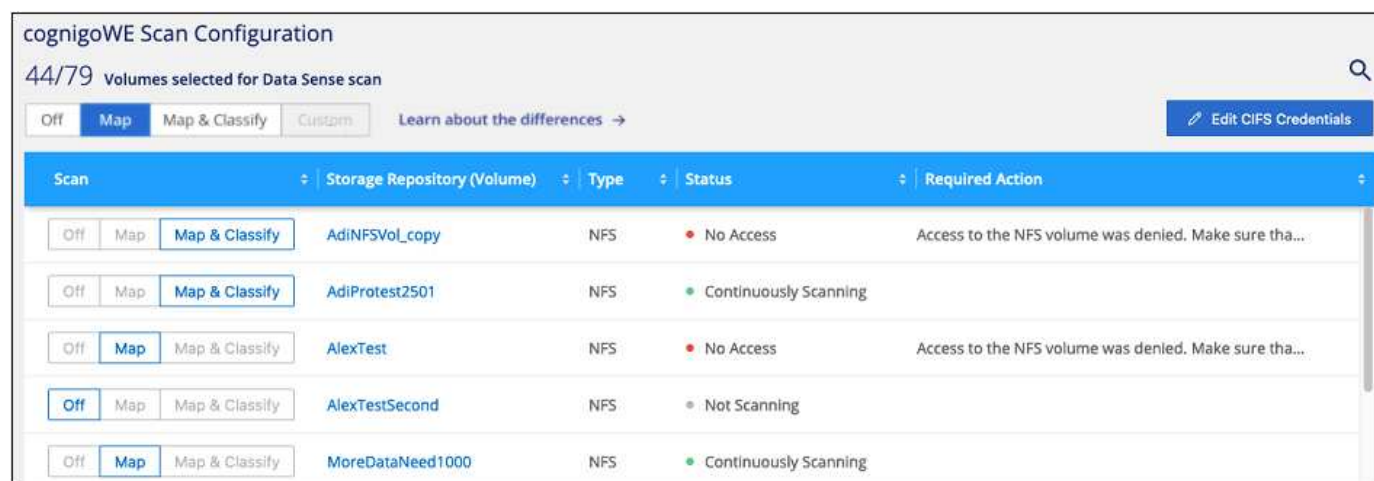 cognigoWE Scan Configuration
44/79 Volumes selected for Data Sense scan
Off Map Map & Classify Custom Learn about the differences → Edit CIFS Credentials
Scan Storage Repository (Volume) Type Status Required Action
Off Map Map & Classify AdiNFSVol_copy NFS No Access Access to the NFS volume was denied. Make sure tha...
Off Map Map & Classify AdiProtest2501 NFS Continuously Scanning
Off Map Map & Classify AlexTest NFS No Access Access to the NFS volume was denied. Make sure tha...
Off Map Map & Classify AlexTestSecond NFS Not Scanning
Off Map Map & Classify MoreDataNeed1000 NFS Continuously Scanning